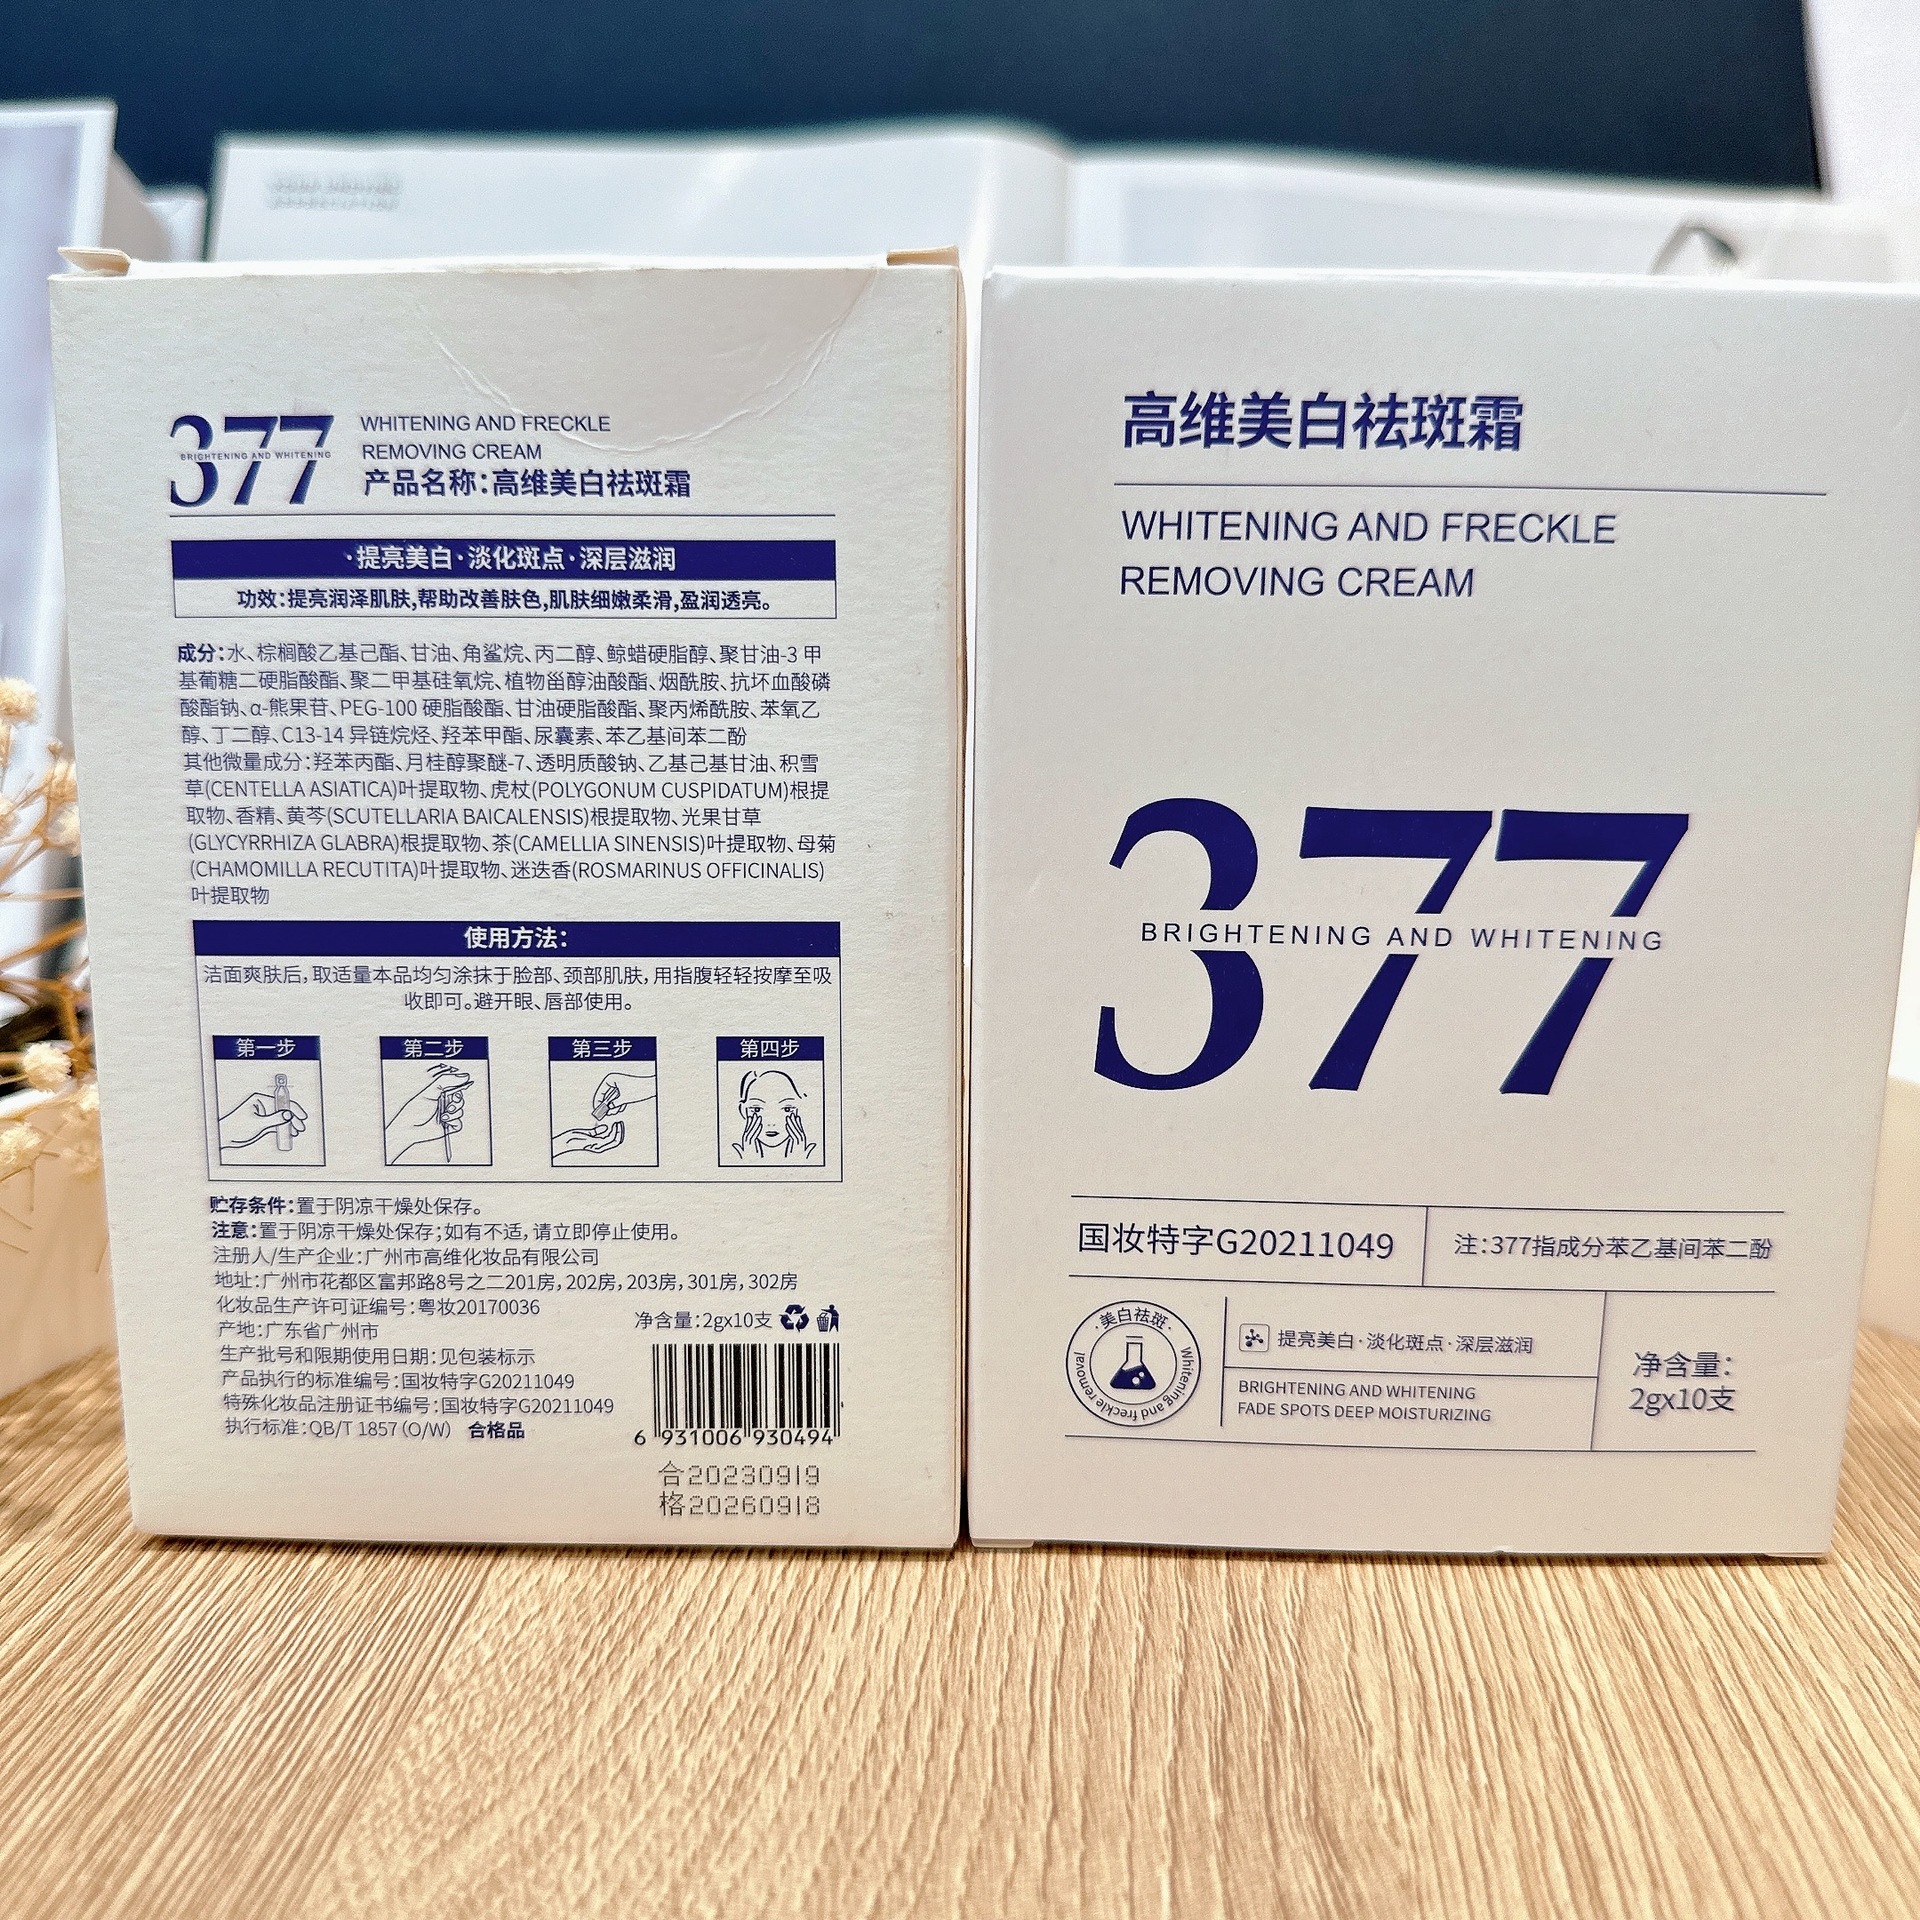 377
BRIGHTENING AND WHITENING
WHITENING AND FRECKLE
REMOVING CREAM
产品名称:高维美白祛斑霜
·提亮美白·淡化斑点·深层滋润
功效:提亮润泽肌肤,帮助改善肤色,肌肤细嫩柔滑,盈润透亮。
成分:水、棕榈酸乙基己酯、甘油、角鲨烷、丙二醇、鲸蜡硬脂醇、聚甘油-3 甲
基葡糖二硬脂酸酯、聚二甲基硅氧烷、植物甾醇油酸酯、烟酰胺、抗坏血酸磷
酸酯钠、α-熊果苷、PEG-100 硬脂酸酯、甘油硬脂酸酯、聚丙烯酰胺、苯氧乙
醇、丁二醇、C13-14 异链烷烃、羟苯甲酯、尿囊素、苯乙基间苯二酚
其他微量成分:羟苯丙酯、月桂醇聚醚-7、透明质酸钠、乙基己基甘油、积雪
草(CENTELLA ASIATICA)叶提取物、虎杖(POLYGONUM CUSPIDATUM)根提
取物、香精、黄芩(SCUTELLARIA BAICALENSIS)根提取物、光果甘草
(GLYCYRRHIZA GLABRA)根提取物、茶(CAMELLIA SINENSIS)叶提取物、母菊
(CHAMOMILLA RECUTITA)叶提取物、迷迭香(ROSMARINUS OFFICINALIS)
叶提取物
使用方法:
洁面爽肤后,取适量本品均匀涂抹于脸部、颈部肌肤,用指腹轻轻按摩至吸
收即可。避开眼、唇部使用。
第一步 第二步 第三步 第四步
贮存条件:置于阴凉干燥处保存。
注意:置于阴凉干燥处保存;如有不适,请立即停止使用。
注册人/生产企业:广州市高维化妆品有限公司
地址:广州市花都区富邦路8号之二201房,202房,203房,301房,302房
化妆品生产许可证编号:粤妆20170036
产地:广东省广州市
生产批号和限期使用日期:见包装标示
产品执行的标准编号:国妆特字G20211049
特殊化妆品注册证书编号:国妆特字G20211049
执行标准:QB/T 1857(O/W) 合格品
净含量:2gx10支
6 931006 930494
合20230919
格20260918
高维美白祛斑霜
WHITENING AND FRECKLE
REMOVING CREAM
377
BRIGHTENING AND WHITENING
国妆特字G20211049
注:377指成分苯乙基间苯二酚
·美白祛斑·
Whitening and freckle removal
提亮美白·淡化斑点·深层滋润
BRIGHTENING AND WHITENING
FADE SPOTS DEEP MOISTURIZING
净含量:
2gx10支